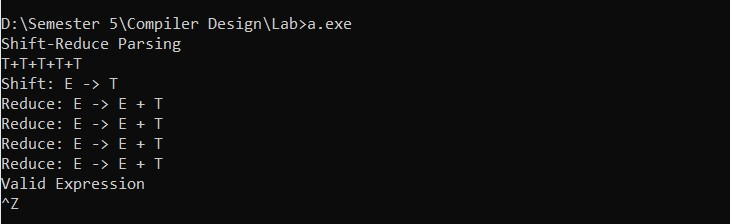 D:\Semester 5\Compiler Design\Lab>a.exe
Shift-Reduce Parsing
T+T+T+T+T
Shift: E -> T
Reduce: E -> E + T
Reduce: E -> E + T
Reduce: E -> E + T
Reduce: E -> E + T
Valid Expression
^Z